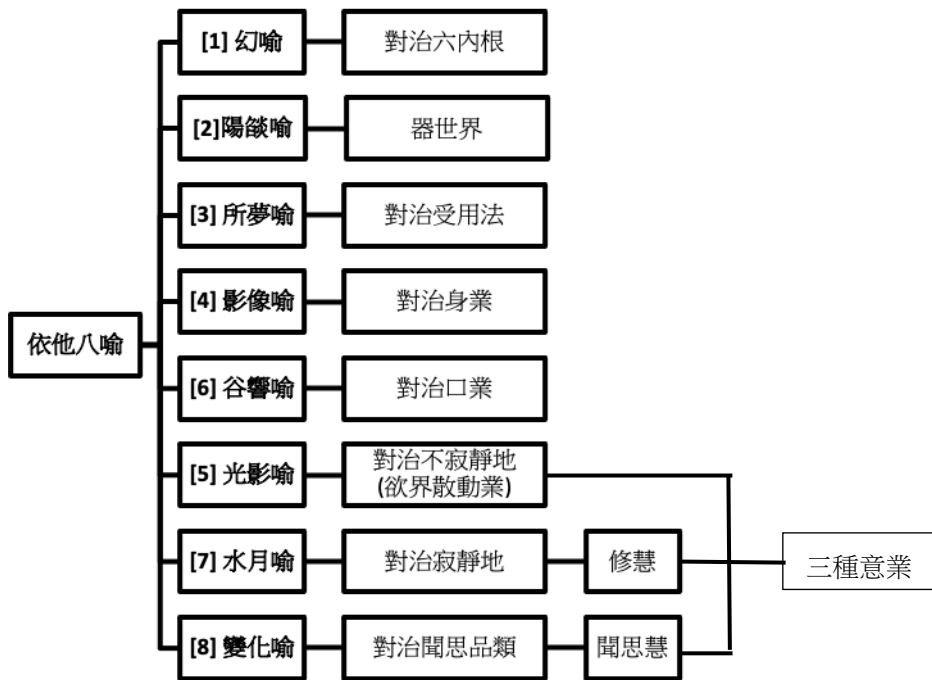 依他八喻
[1] 幻喻
對治六內根
[2]陽燄喻
器世界
[3] 所夢喻
對治受用法
[4] 影像喻
對治身業
[6] 谷響喻
對治口業
[5] 光影喻
對治不寂靜地
(欲界散動業)
[7] 水月喻
對治寂靜地
修慧
[8] 變化喻
對治聞思品類
聞思慧
三種意業